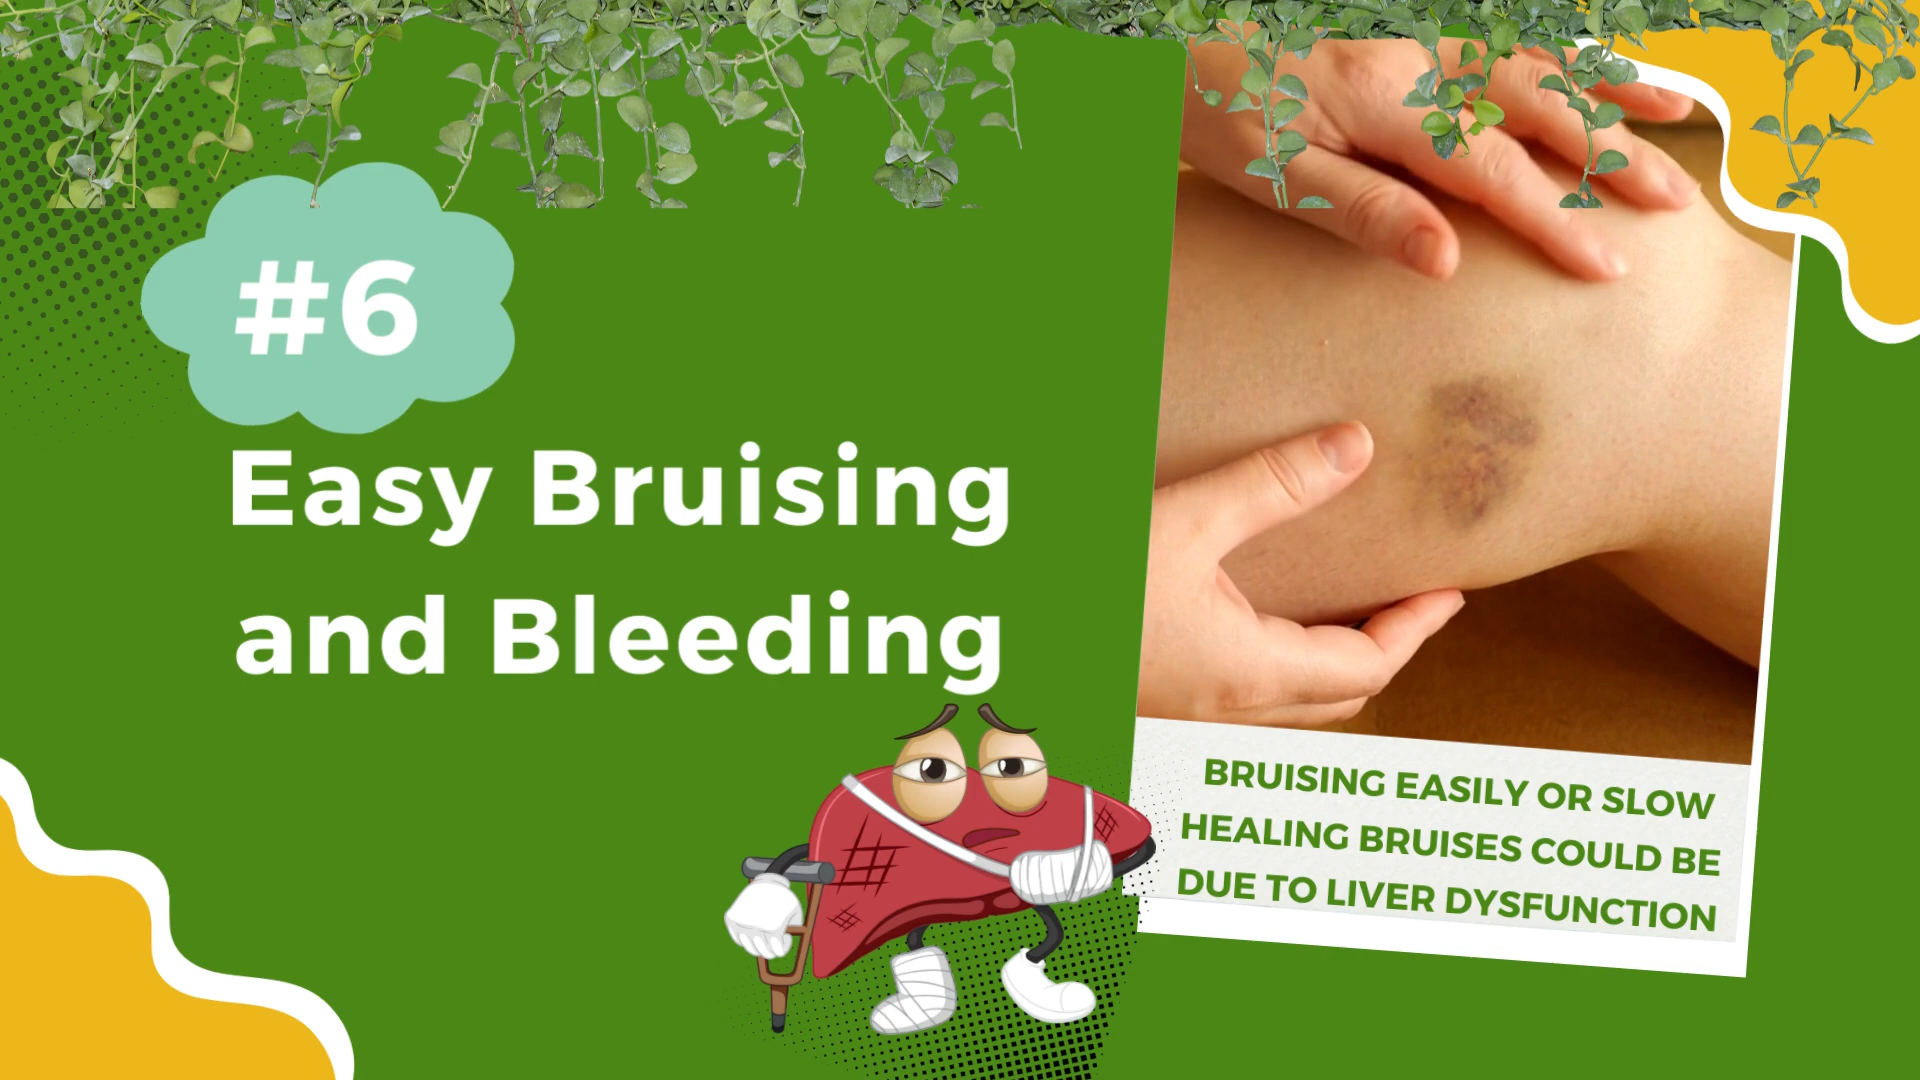 #6
Easy Bruising
and Bleeding
BRUISING EASILY OR SLOW
HEALING BRUISES COULD BE
DUE TO LIVER DYSFUNCTION